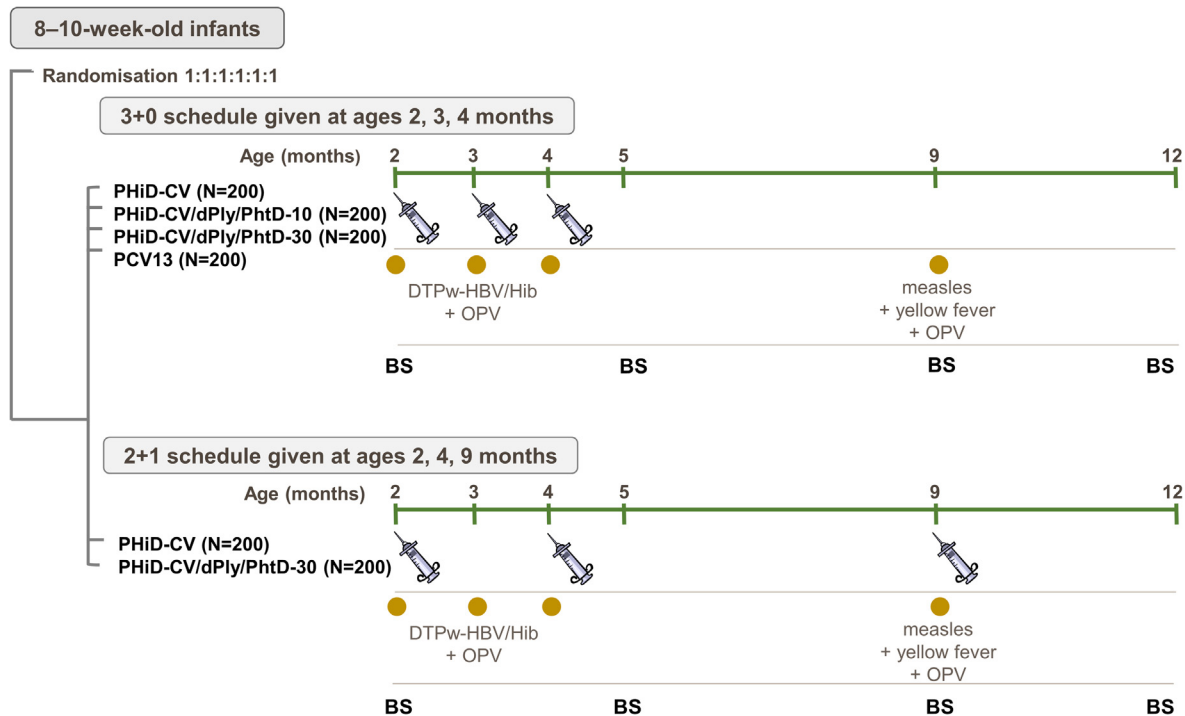 8–10-week-old infants
Randomisation 1:1:1:1:1:1
3+0 schedule given at ages 2, 3, 4 months
Age (months) 2 3 4 5 9 12
PHiD-CV (N=200)
PHiD-CV/dPly/PhtD-10 (N=200)
PHiD-CV/dPly/PhtD-30 (N=200)
PCV13 (N=200)
DTPw-HBV/Hib
+ OPV
measles
+ yellow fever
+ OPV
BS BS BS BS
2+1 schedule given at ages 2, 4, 9 months
Age (months) 2 3 4 5 9 12
PHiD-CV (N=200)
PHiD-CV/dPly/PhtD-30 (N=200)
DTPw-HBV/Hib
+ OPV
measles
+ yellow fever
+ OPV
BS BS BS BS